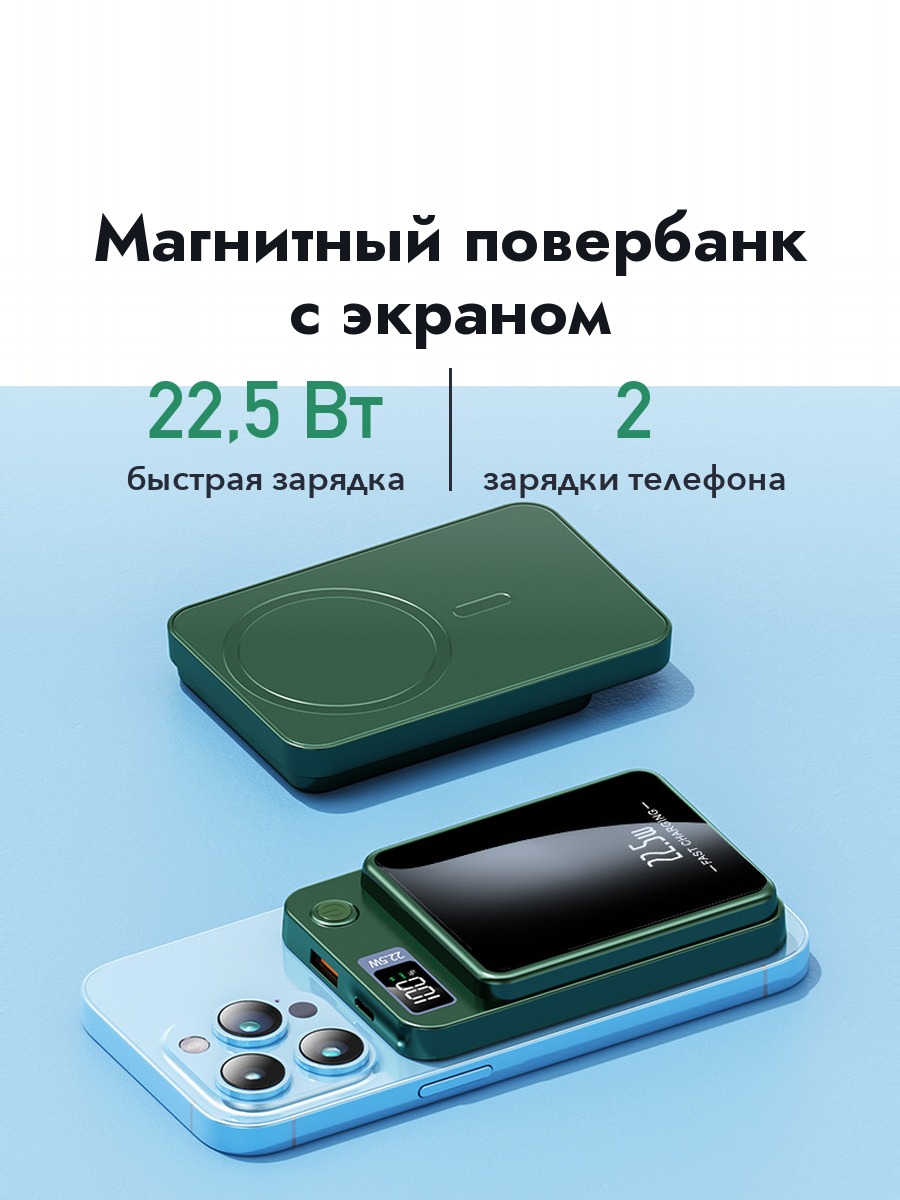 Магнитный повербанк
с экраном
22,5 Вт
быстрая зарядка
2
зарядки телефона
FAST CHARGING
22.5W
22.5W
100